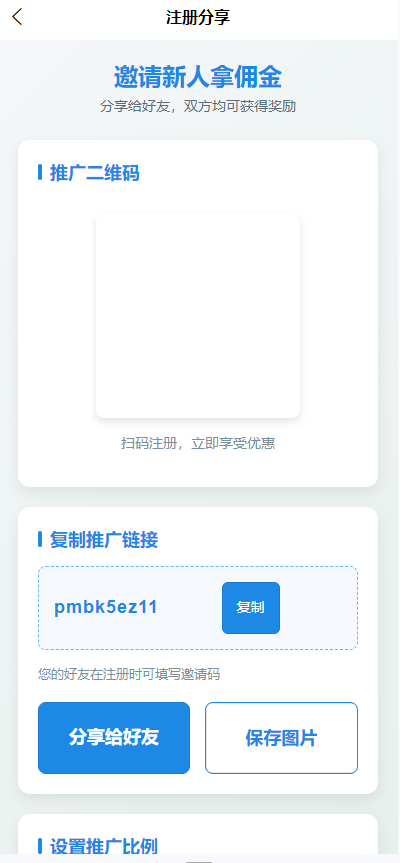 注册分享
邀请新人拿佣金
分享给好友，双方均可获得奖励
推广二维码
扫码注册，立即享受优惠
复制推广链接
pmbk5ez11
复制
您的好友在注册时可填写邀请码
分享给好友
保存图片
设置推广比例